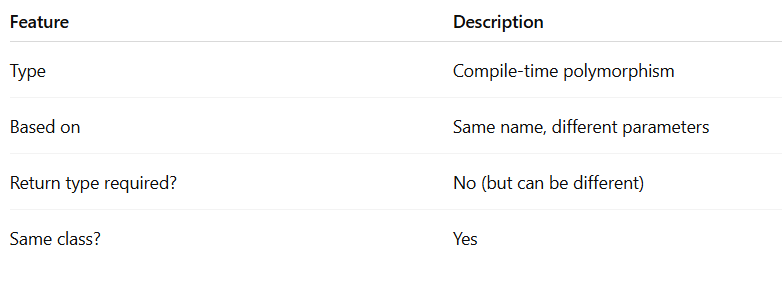 Feature Description
Type Compile-time polymorphism
Based on Same name, different parameters
Return type required? No (but can be different)
Same class? Yes